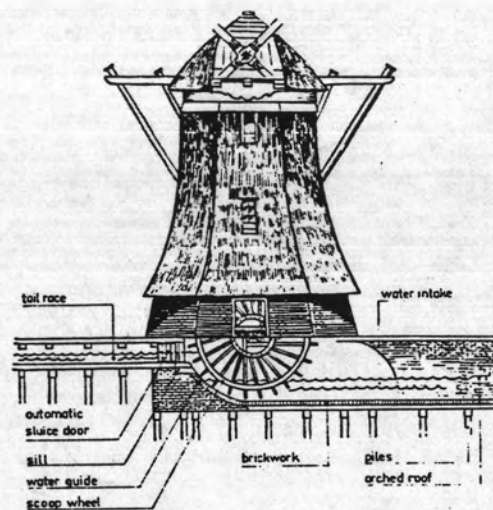 tail race
water intake
automatic
sluice door
sill
water guide
scoop wheel
brickwork
piles
arched roof